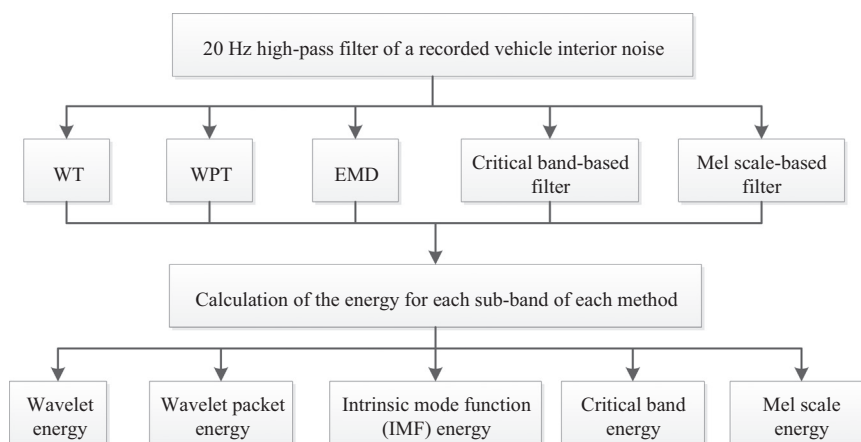 20 Hz high-pass filter of a recorded vehicle interior noise
WT
WPT
EMD
Critical band-based
filter
Mel scale-based
filter
Calculation of the energy for each sub-band of each method
Wavelet
energy
Wavelet packet
energy
Intrinsic mode function
(IMF) energy
Critical band
energy
Mel scale
energy